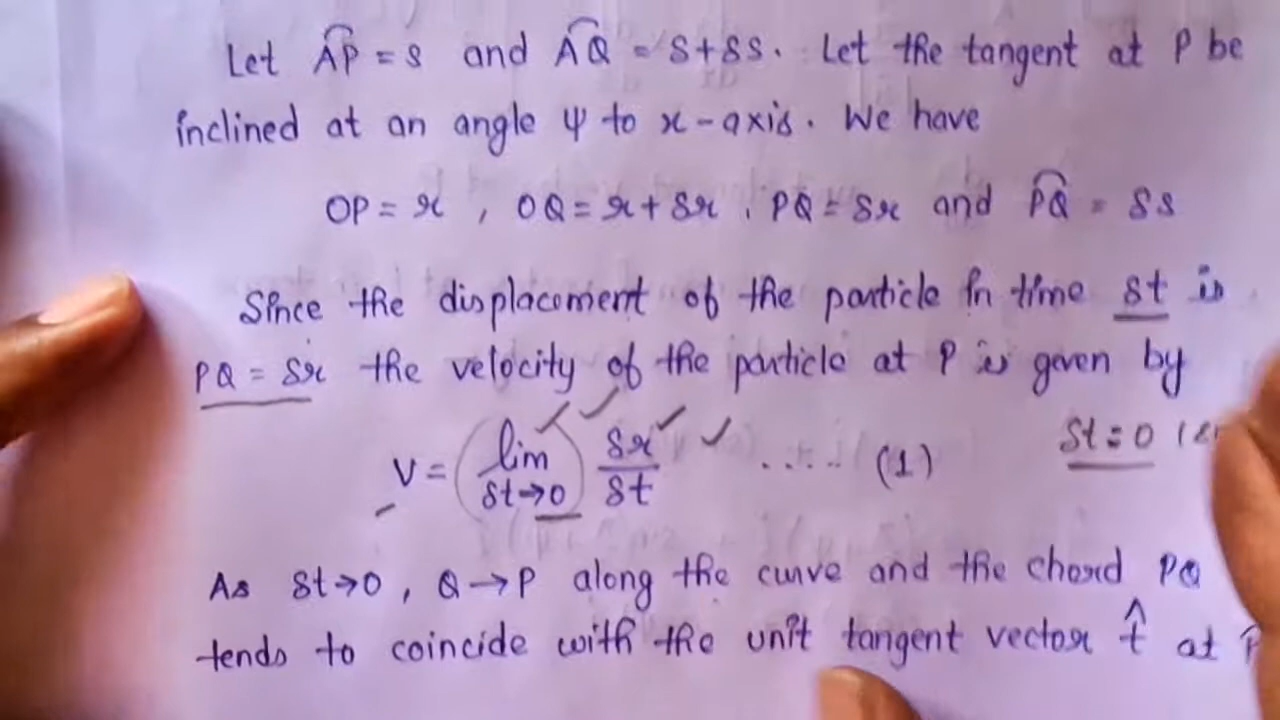 Let AP = s and AQ = s+δs. Let the tangent at P be
inclined at an angle ψ to x-axis. We have
OP = r, OQ = r + δr, PQ = δr and PQ = δs
Since the displacement of the particle in time δt is
PQ = δr the velocity of the particle at P is given by
V = (lim δt→0) δr/δt .... (1) δt = 0
As δt→0, Q→P along the curve and the chord PQ
tends to coincide with the unit tangent vector t̂ at P